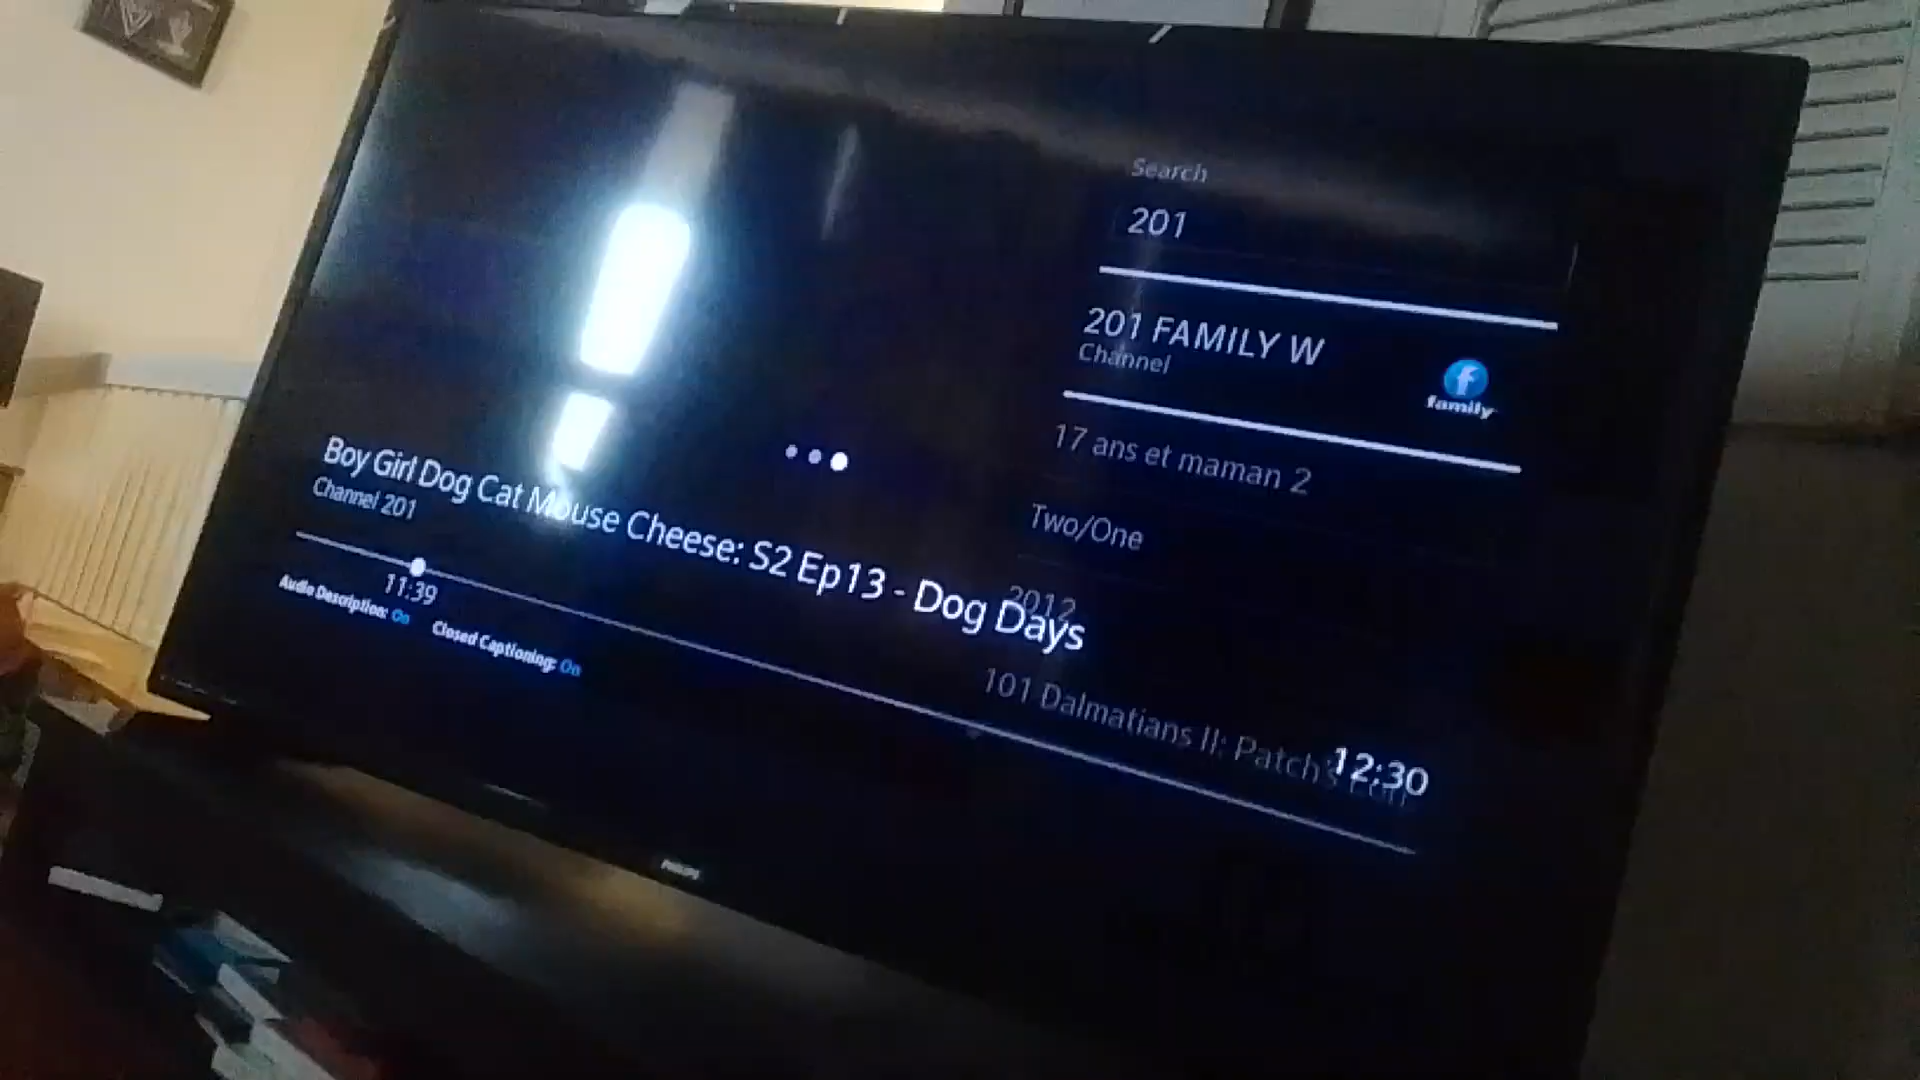 Search
201
201 FAMILY W
Channel
f
family
17 ans et maman 2
Two/One
2012
101 Dalmatians II: Patch's
Boy Girl Dog Cat Mouse Cheese: S2 Ep13 - Dog Days
Channel 201
11:39
12:30
Audio Description: On
Closed Captioning: On
PHILIPS